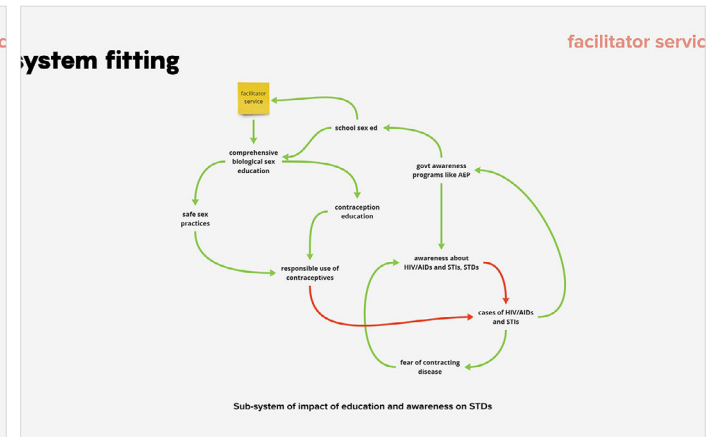 facilitator servic
system fitting
facilitator
service
school sex ed
comprehensive
biological sex
education
govt awareness
programs like AEP
safe sex
practices
contraception
education
responsible use of
contraceptives
awareness about
HIV/AIDs and STIs, STDs
cases of HIV/AIDs
and STIs
fear of contracting
disease
Sub-system of impact of education and awareness on STDs